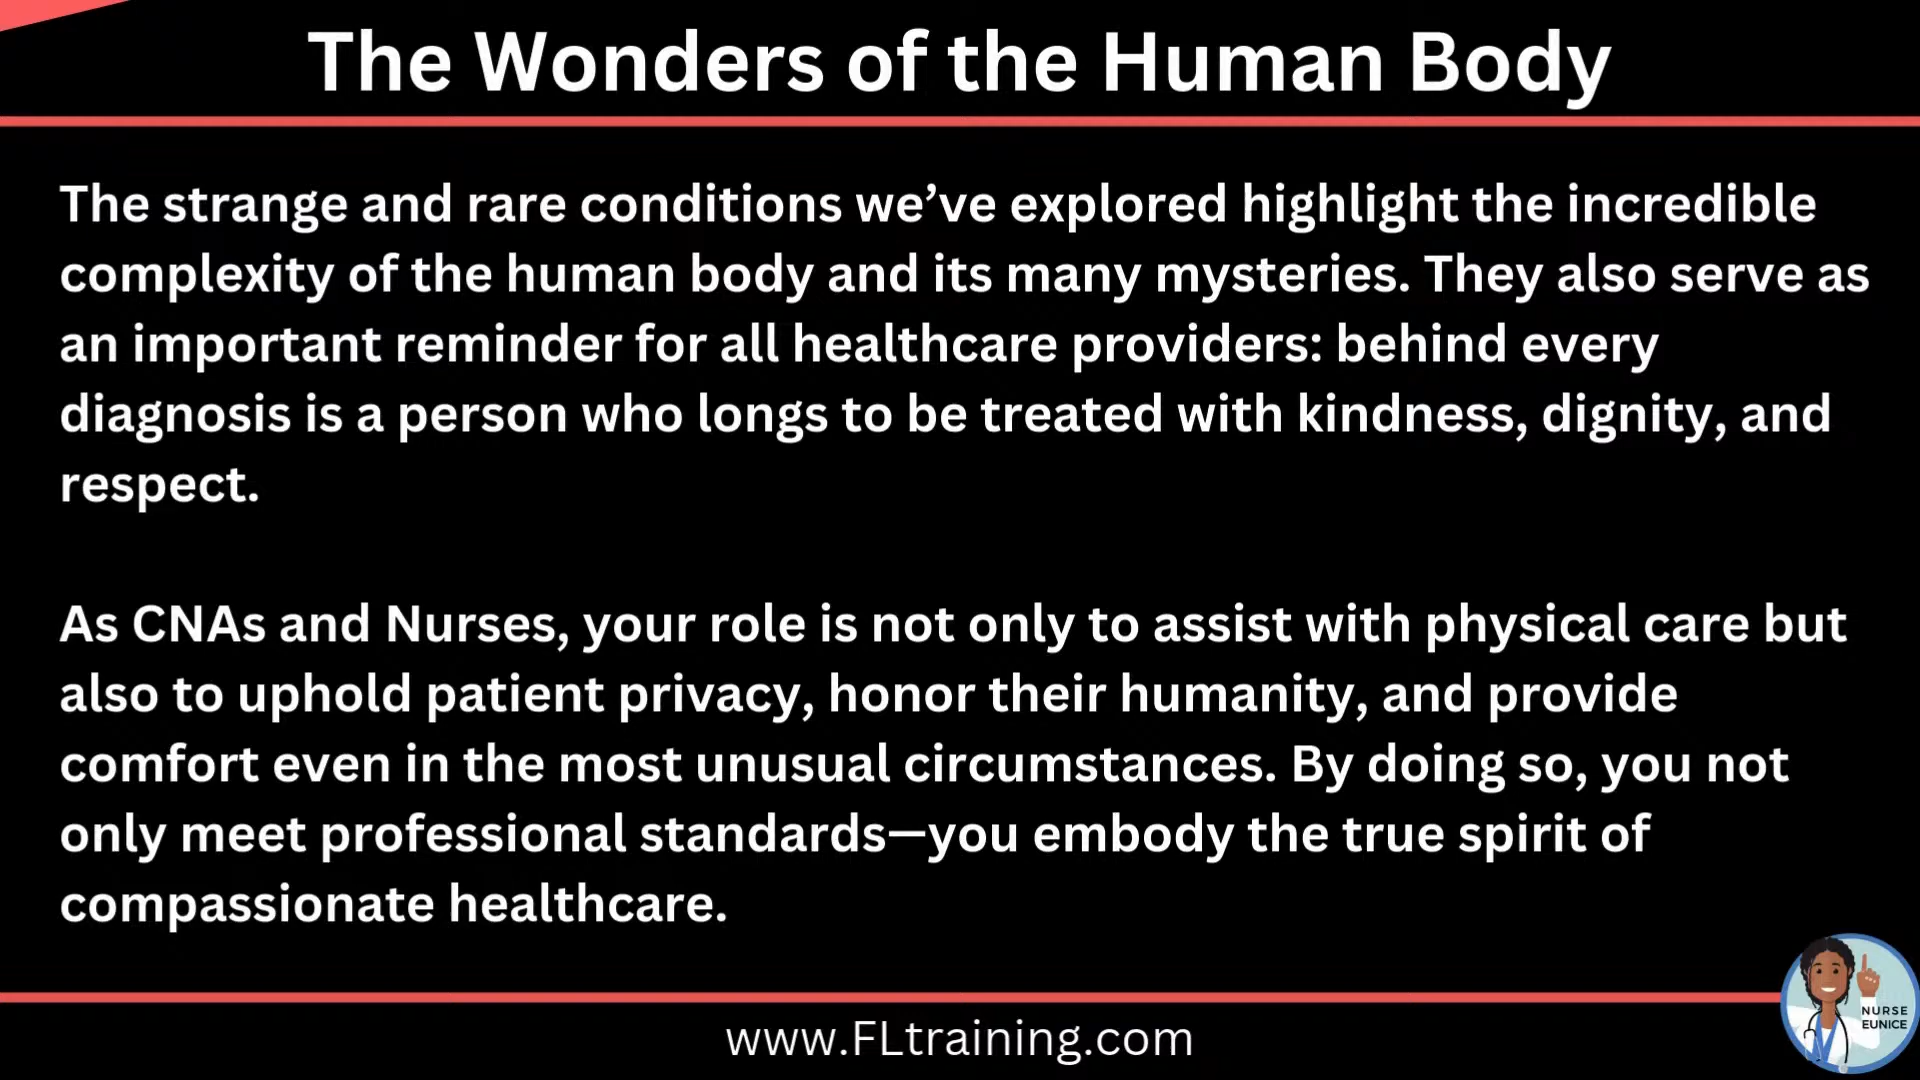 The Wonders of the Human Body
The strange and rare conditions we’ve explored highlight the incredible
complexity of the human body and its many mysteries. They also serve as
an important reminder for all healthcare providers: behind every
diagnosis is a person who longs to be treated with kindness, dignity, and
respect.
As CNAs and Nurses, your role is not only to assist with physical care but
also to uphold patient privacy, honor their humanity, and provide
comfort even in the most unusual circumstances. By doing so, you not
only meet professional standards—you embody the true spirit of
compassionate healthcare.
NURSE
EUNICE
www.FLtraining.com